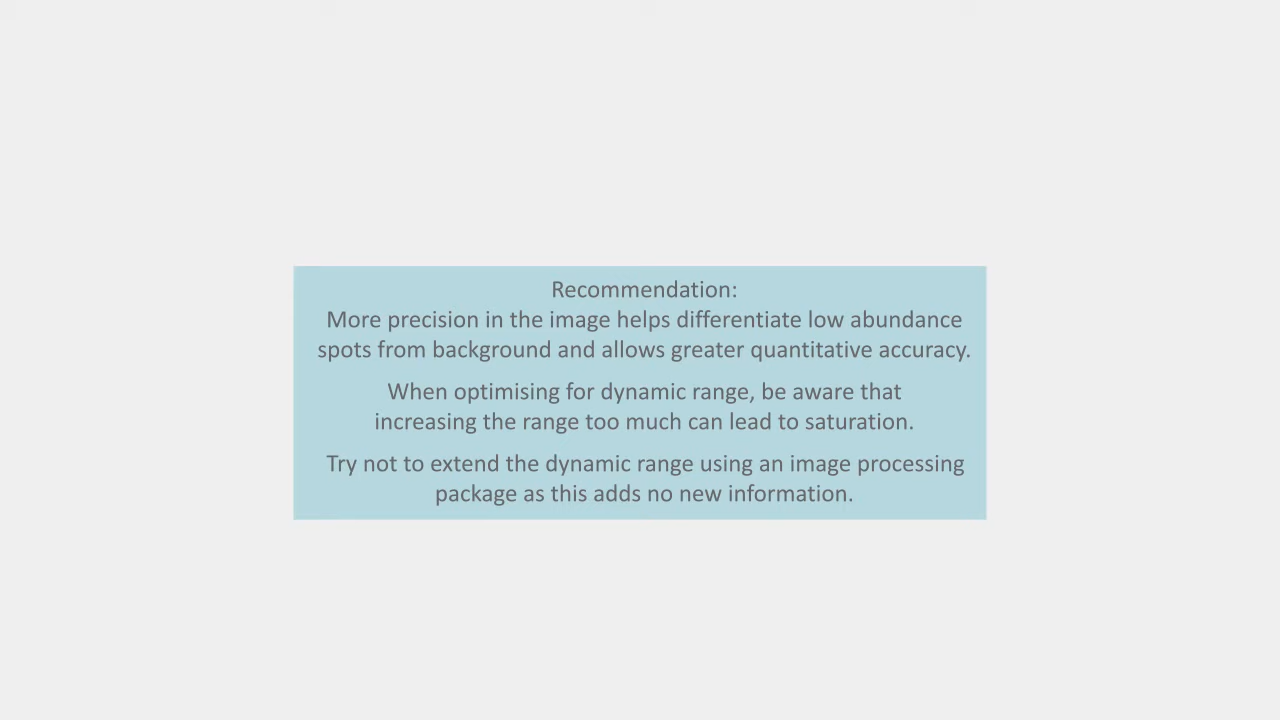 Recommendation:
More precision in the image helps differentiate low abundance
spots from background and allows greater quantitative accuracy.
When optimising for dynamic range, be aware that
increasing the range too much can lead to saturation.
Try not to extend the dynamic range using an image processing
package as this adds no new information.